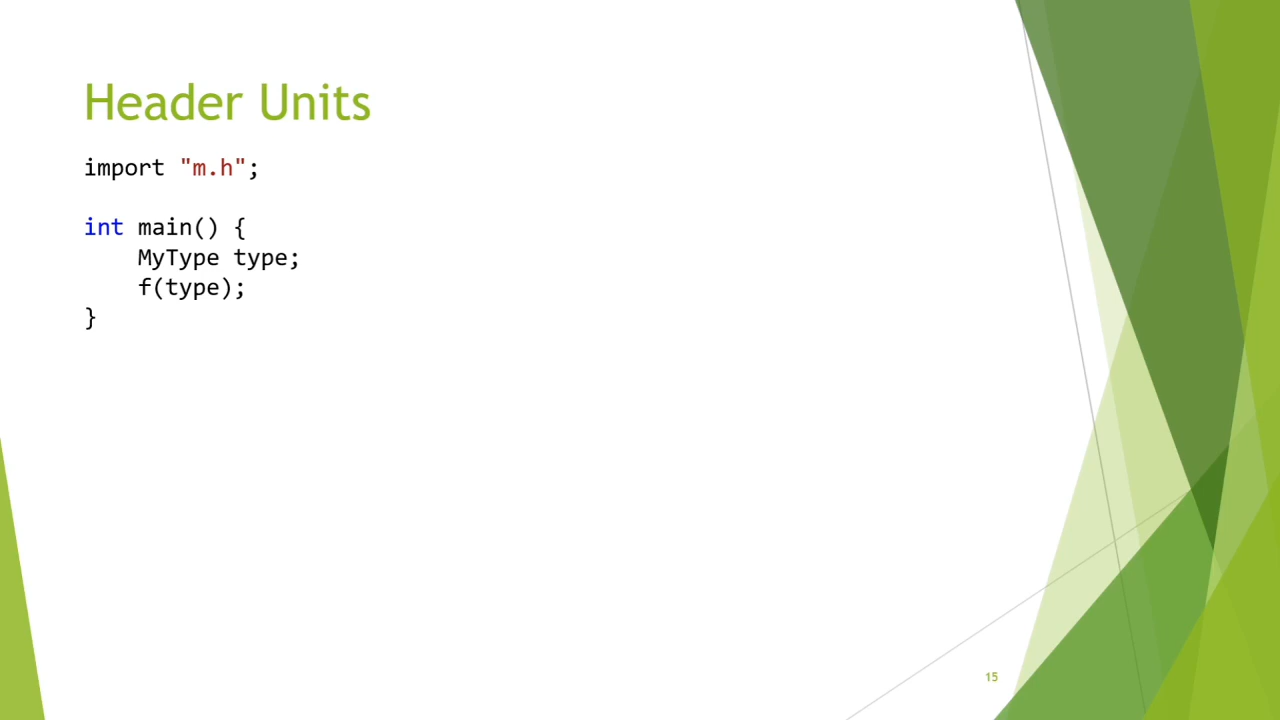 Header Units
import "m.h";
int main() {
    MyType type;
    f(type);
}
15